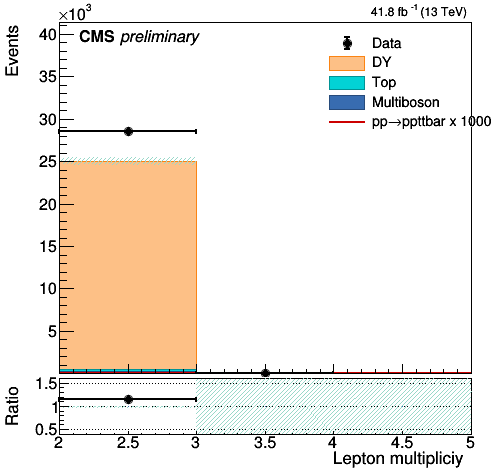 ×10³
41.8 fb⁻¹ (13 TeV)
CMS preliminary
Events
40
35
30
25
20
15
10
5
Data
DY
Top
Multiboson
pp→ppttbar x 1000
Ratio
1.5
1
0.5
2 2.5 3 3.5 4 4.5 5
Lepton multipliciy